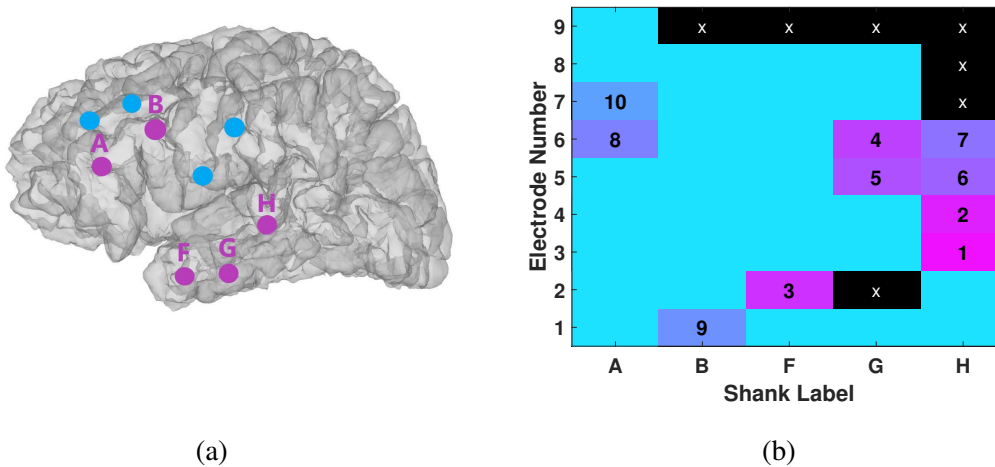 B
A
H
F G
(a)
Electrode Number
9 x x x x
8 x
7 10 x
6 8 4 7
5 5 6
4 2
3 1
2 3 x
1 9
A B F G H
Shank Label
(b)